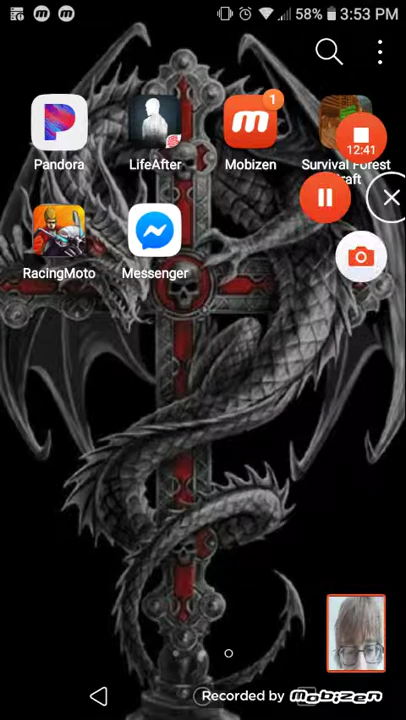 58% 3:53 PM
Pandora
LifeAfter
m
1
Mobizen
Survival Forest
raft
12:41
RacingMoto
Messenger
Recorded by Mobizen